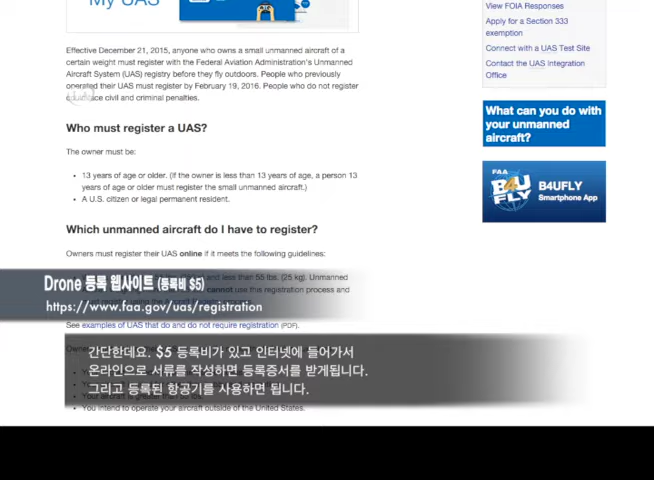 My UAS
Effective December 21, 2015, anyone who owns a small unmanned aircraft of a
certain weight must register with the Federal Aviation Administration's Unmanned
Aircraft System (UAS) registry before they fly outdoors. People who previously
operated their UAS must register by February 19, 2016. People who do not register
could face civil and criminal penalties.
Who must register a UAS?
The owner must be:
13 years of age or older. (If the owner is less than 13 years of age, a person 13
years of age or older must register the small unmanned aircraft.)
A U.S. citizen or legal permanent resident.
Which unmanned aircraft do I have to register?
Owners must register their UAS online if it meets the following guidelines:
and less than 55 lbs. (25 kg). Unmanned
cannot use this registration process and
Drone 등록 웹사이트 (등록비 $5)
https://www.faa.gov/uas/registration
See examples of UAS that do and do not require registration (PDF).
간단한데요. $5 등록비가 있고 인터넷에 들어가서
온라인으로 서류를 작성하면 등록증서를 받게됩니다.
그리고 등록된 항공기를 사용하면 됩니다.
You intend to operate your aircraft outside of the United States.
View FOIA Responses
Apply for a Section 333
exemption
Connect with a UAS Test Site
Contact the UAS Integration
Office
What can you do with
your unmanned
aircraft?
FAA
B4U
FLY
B4UFLY
Smartphone App